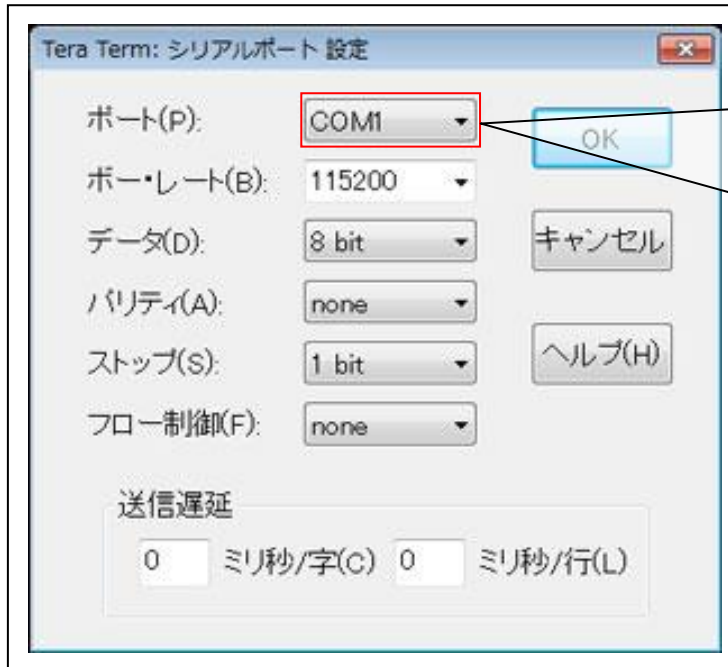 Tera Term: シリアルポート 設定
ポート(P): COM1 OK
ボー・レート(B): 115200
データ(D): 8 bit キャンセル
パリティ(A): none
ストップ(S): 1 bit ヘルプ(H)
フロー制御(F): none
送信遅延
0 ミリ秒/字(C) 0 ミリ秒/行(L)